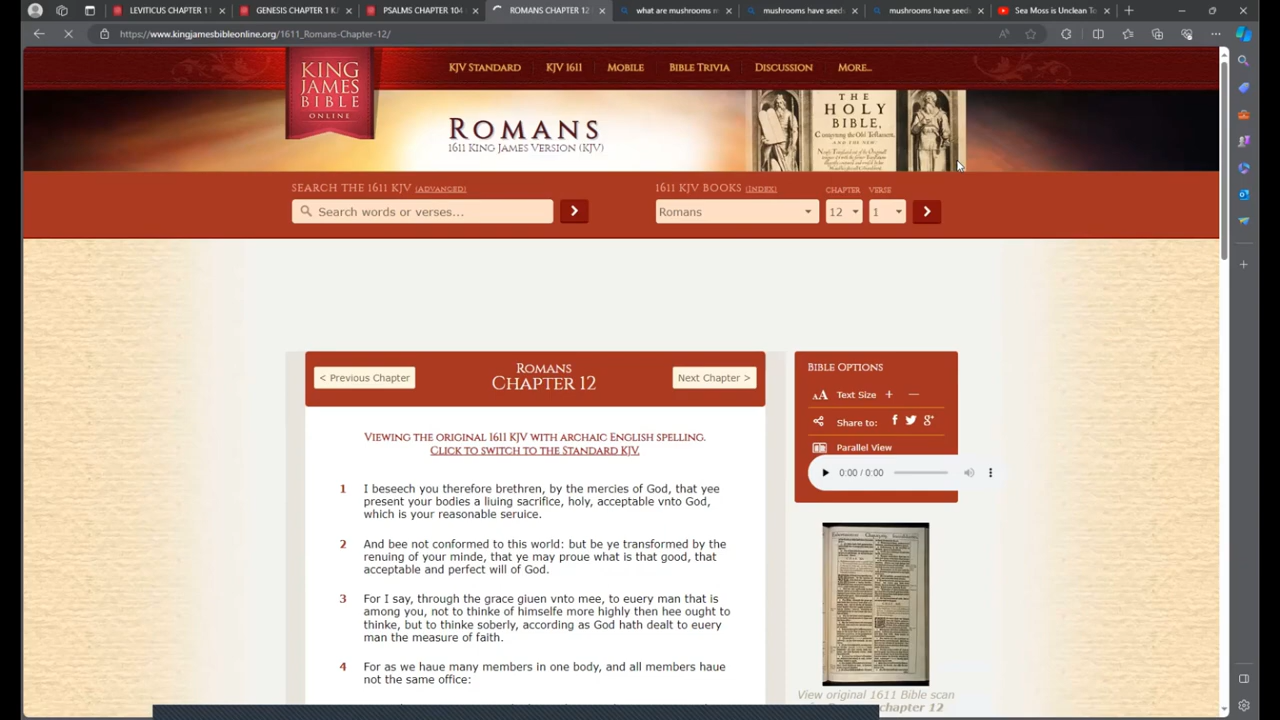 LEVITICUS CHAPTER 11
GENESIS CHAPTER 1 K
PSALMS CHAPTER 104
ROMANS CHAPTER 12
what are mushrooms m
mushrooms have seed
mushrooms have seed
Sea Moss is Unclean To
https://www.kingjamesbibleonline.org/1611_Romans-Chapter-12/
KING
JAMES
BIBLE
ONLINE
KJV STANDARD
KJV 1611
MOBILE
BIBLE TRIVIA
DISCUSSION
MORE...
ROMANS
1611 KING JAMES VERSION (KJV)
THE
HOLY
BIBLE,
SEARCH THE 1611 KJV (ADVANCED)
Search words or verses...
1611 KJV BOOKS (INDEX)
CHAPTER
VERSE
Romans
12
1
< Previous Chapter
ROMANS
CHAPTER 12
Next Chapter >
VIEWING THE ORIGINAL 1611 KJV WITH ARCHAIC ENGLISH SPELLING.
CLICK TO SWITCH TO THE STANDARD KJV.
1 I beseech you therefore brethren, by the mercies of God, that yee
present your bodies a liuing sacrifice, holy, acceptable vnto God,
which is your reasonable seruice.
2 And bee not conformed to this world: but be ye transformed by the
renuing of your minde, that ye may proue what is that good, that
acceptable and perfect will of God.
3 For I say, through the grace giuen vnto mee, to euery man that is
among you, not to thinke of himselfe more highly then hee ought to
thinke, but to thinke soberly, according as God hath dealt to euery
man the measure of faith.
4 For as we haue many members in one body, and all members haue
not the same office:
BIBLE OPTIONS
AA Text Size + —
Share to: f g+
Parallel View
0:00 / 0:00
View original 1611 Bible scan
chapter 12